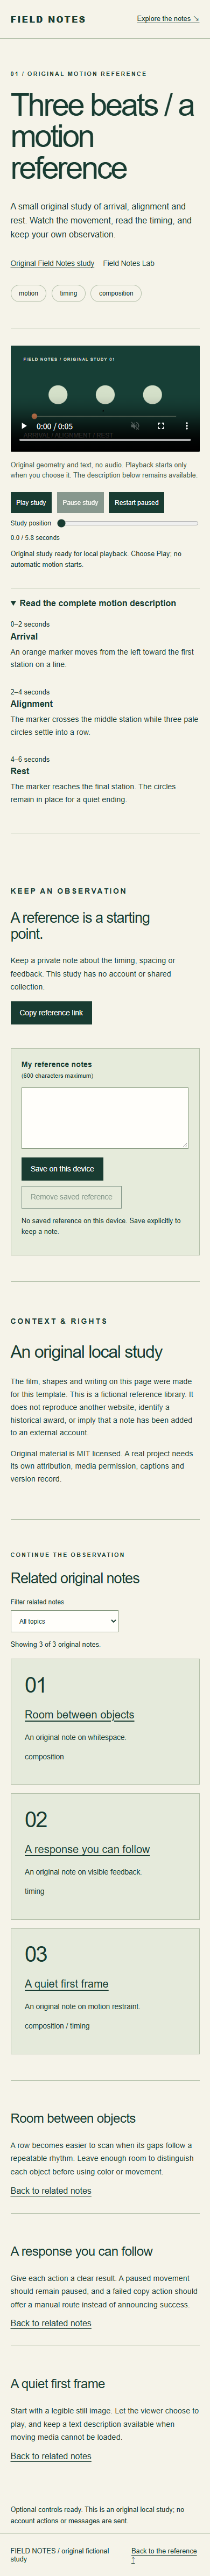 FIELD NOTES
Explore the notes ↘
01 / ORIGINAL MOTION REFERENCE
Three beats / a
motion
reference
A small original study of arrival, alignment and
rest. Watch the movement, read the timing, and
keep your own observation.
Original Field Notes study
Field Notes Lab
motion
timing
composition
FIELD NOTES / ORIGINAL STUDY 01
0:00 / 0:05
ARRIVAL / ALIGNMENT / REST
Original geometry and text, no audio. Playback starts only
when you choose it. The description below remains available.
Play study
Pause study
Restart paused
Study position
0.0 / 5.8 seconds
Original study ready for local playback. Choose Play; no
automatic motion starts.
▼ Read the complete motion description
0–2 seconds
Arrival
An orange marker moves from the left toward the first
station on a line.
2–4 seconds
Alignment
The marker crosses the middle station while three pale
circles settle into a row.
4–6 seconds
Rest
The marker reaches the final station. The circles
remain in place for a quiet ending.
KEEP AN OBSERVATION
A reference is a starting
point.
Keep a private note about the timing, spacing or
feedback. This study has no account or shared
collection.
Copy reference link
My reference notes
(600 characters maximum)
Save on this device
Remove saved reference
No saved reference on this device. Save explicitly to
keep a note.
CONTEXT & RIGHTS
An original local study
The film, shapes and writing on this page were made
for this template. This is a fictional reference library. It
does not reproduce another website, identify a
historical award, or imply that a note has been added
to an external account.
Original material is MIT licensed. A real project needs
its own attribution, media permission, captions and
version record.
CONTINUE THE OBSERVATION
Related original notes
Filter related notes
All topics
Showing 3 of 3 original notes.
01
Room between objects
An original note on whitespace.
composition
02
A response you can follow
An original note on visible feedback.
timing
03
A quiet first frame
An original note on motion restraint.
composition / timing
Room between objects
A row becomes easier to scan when its gaps follow a
repeatable rhythm. Leave enough room to distinguish
each object before using color or movement.
Back to related notes
A response you can follow
Give each action a clear result. A paused movement
should remain paused, and a failed copy action should
offer a manual route instead of announcing success.
Back to related notes
A quiet first frame
Start with a legible still image. Let the viewer choose to
play, and keep a text description available when
moving media cannot be loaded.
Back to related notes
Optional controls ready. This is an original local study; no
account actions or messages are sent.
FIELD NOTES / original fictional
study
Back to the reference
↑